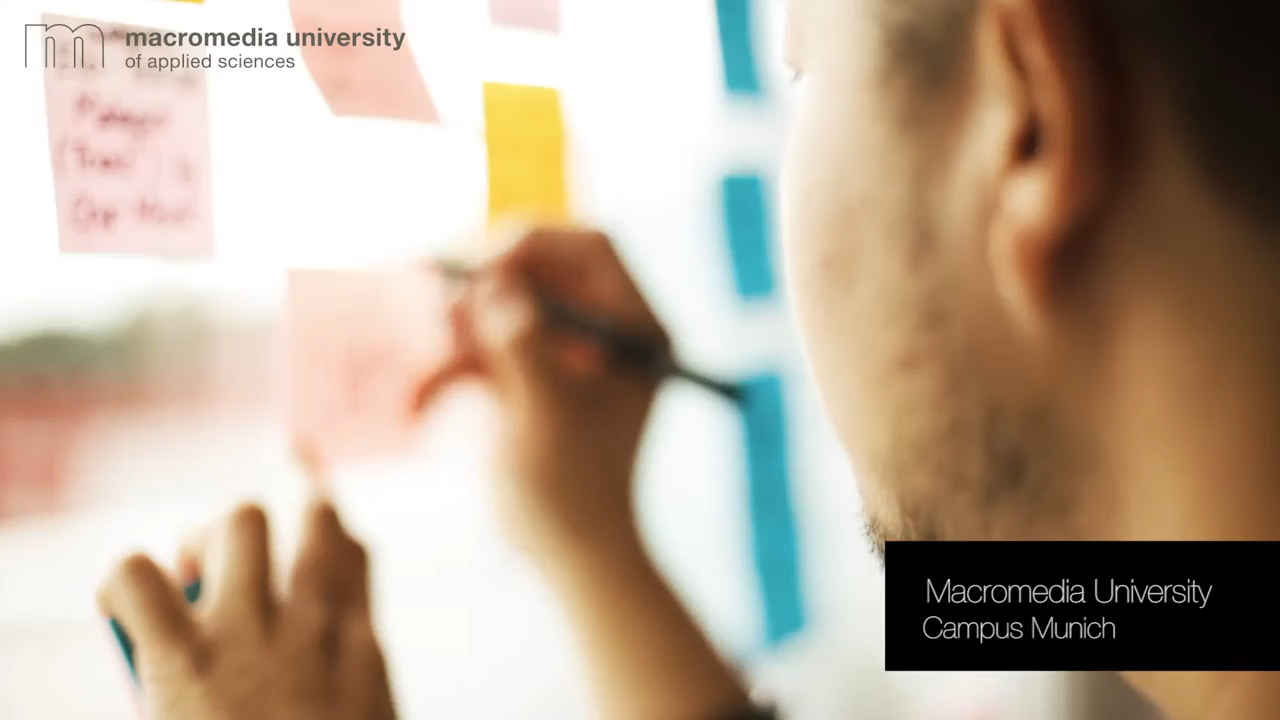 macromedia university
of applied sciences
Macromedia University
Campus Munich